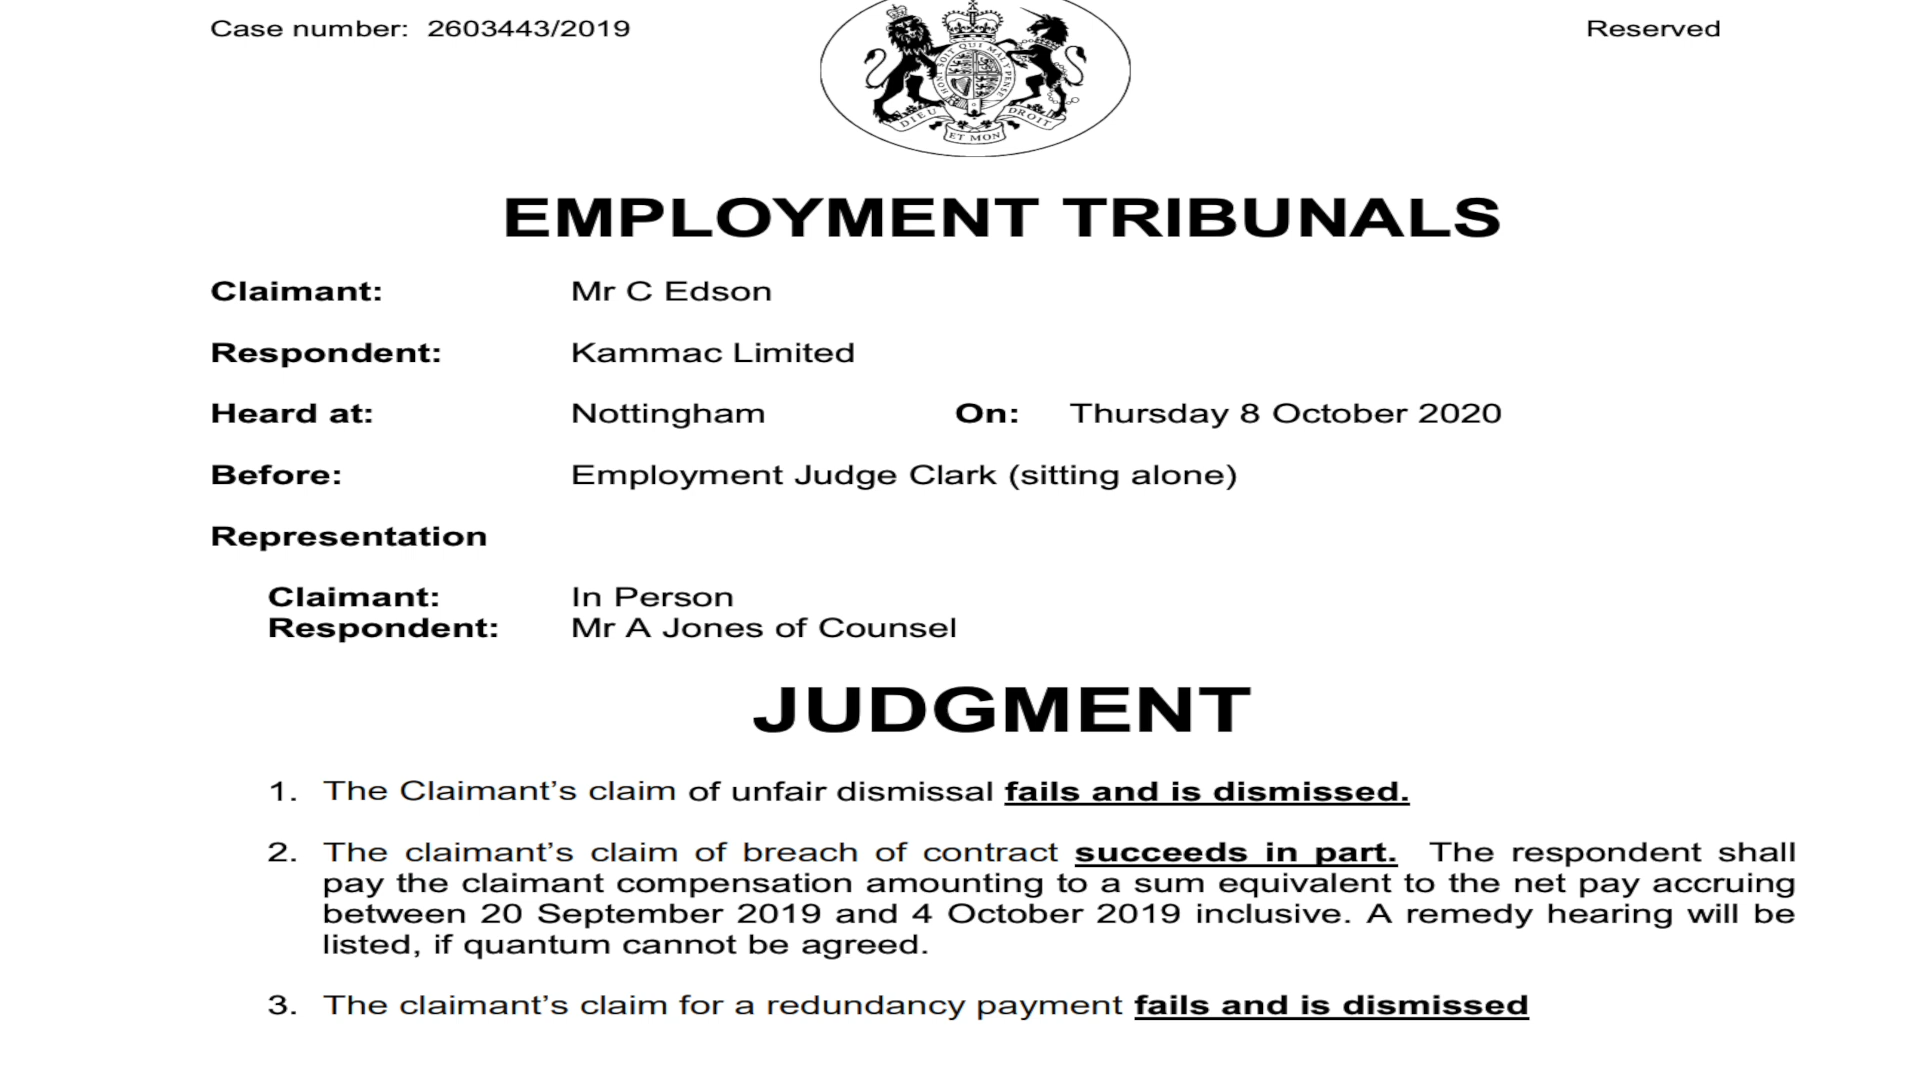 Case number: 2603443/2019 Reserved
HONI SOIT QUI MAL Y PENSE
DIEU ET MON DROIT
EMPLOYMENT TRIBUNALS
Claimant: Mr C Edson
Respondent: Kammac Limited
Heard at: Nottingham On: Thursday 8 October 2020
Before: Employment Judge Clark (sitting alone)
Representation
Claimant: In Person
Respondent: Mr A Jones of Counsel
JUDGMENT
1. The Claimant’s claim of unfair dismissal fails and is dismissed.
2. The claimant’s claim of breach of contract succeeds in part. The respondent shall
pay the claimant compensation amounting to a sum equivalent to the net pay accruing
between 20 September 2019 and 4 October 2019 inclusive. A remedy hearing will be
listed, if quantum cannot be agreed.
3. The claimant’s claim for a redundancy payment fails and is dismissed